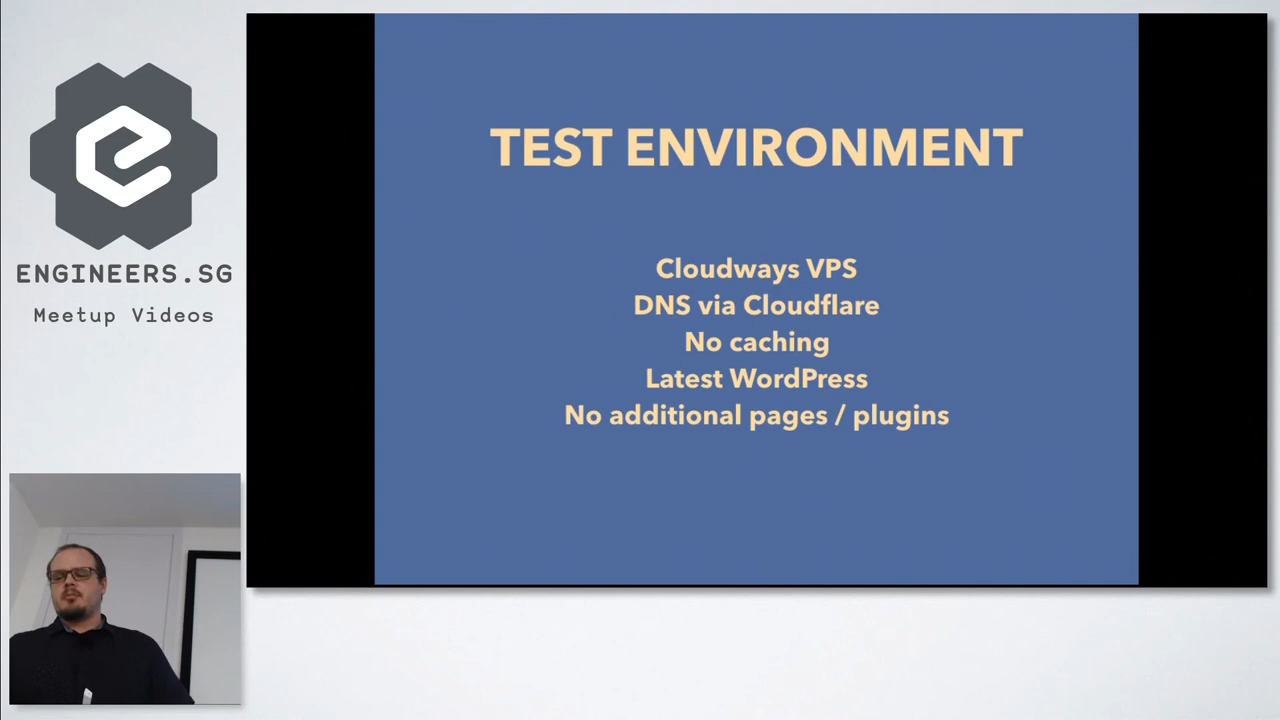 ENGINEERS.SG
Meetup Videos
TEST ENVIRONMENT
Cloudways VPS
DNS via Cloudflare
No caching
Latest WordPress
No additional pages / plugins